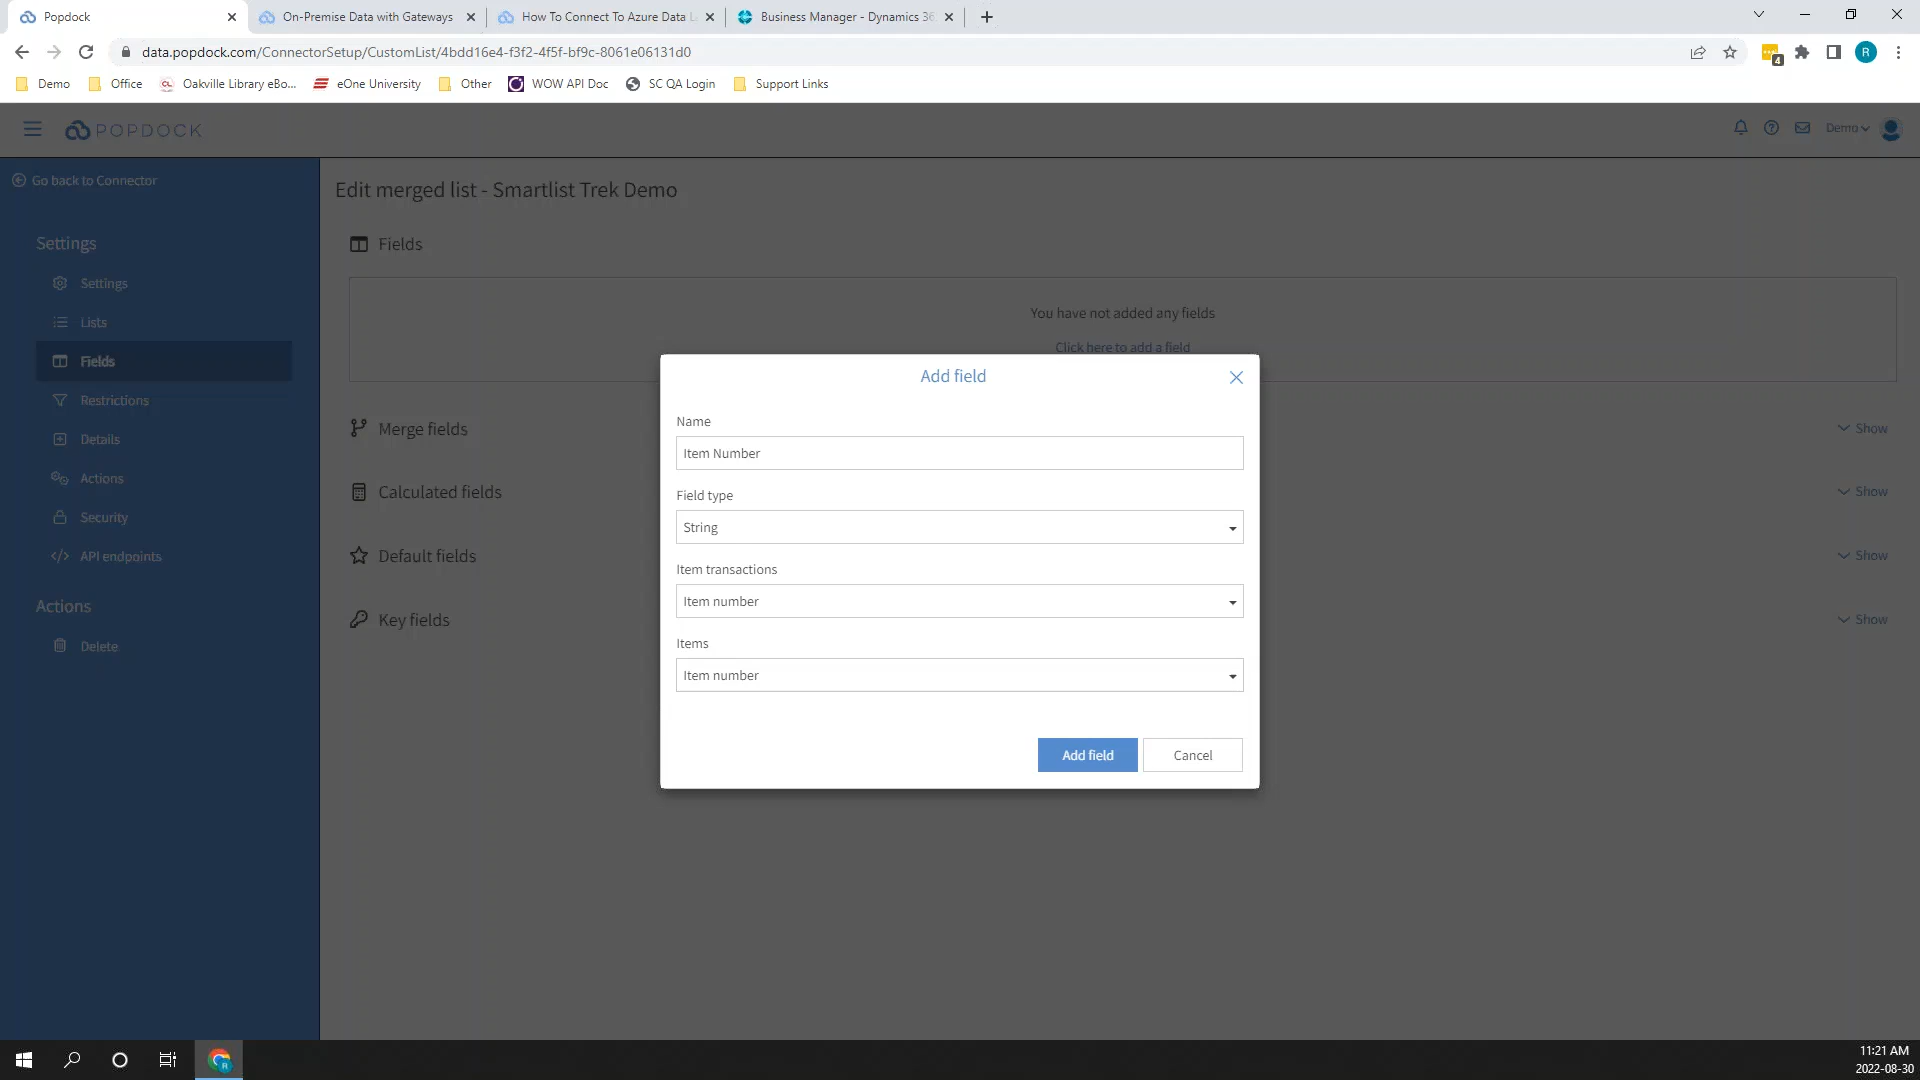 Popdock
On-Premise Data with Gateways
How To Connect To Azure Data L
Business Manager - Dynamics 36
data.popdock.com/ConnectorSetup/CustomList/4bdd16e4-f3f2-4f5f-bf9c-8061e06131d0
4
R
Demo
Office
Oakville Library eBo...
eOne University
Other
WOW API Doc
SC QA Login
Support Links
POPDOCK
Demo
Go back to Connector
Edit merged list - Smartlist Trek Demo
Settings
Settings
Lists
Fields
Restrictions
Details
Actions
Security
API endpoints
Actions
Delete
Fields
You have not added any fields
Click here to add a field
Merge fields
Show
Calculated fields
Show
Default fields
Show
Key fields
Show
Add field
Name
Item Number
Field type
String
Item transactions
Item number
Items
Item number
Add field
Cancel
11:21 AM
2022-08-30